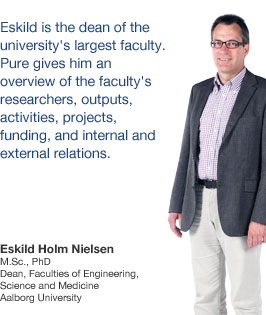 Eskild is the dean of the
university's largest faculty.
Pure gives him an
overview of the faculty's
researchers, outputs,
activities, projects,
funding, and internal and
external relations.
Eskild Holm Nielsen
M.Sc., PhD
Dean, Faculties of Engineering,
Science and Medicine
Aalborg University